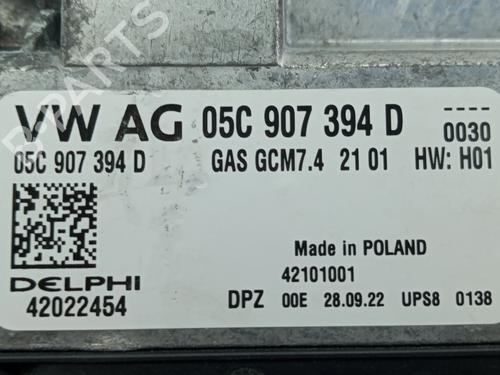 VW AG 05C 907 394 D ----
0030
05C 907 394 D GAS GCM7.4 21 01 HW: H01
Made in POLAND
DELPHI 42101001
42022454 DPZ 00E 28.09.22 UPS8 0138
B-PARTS